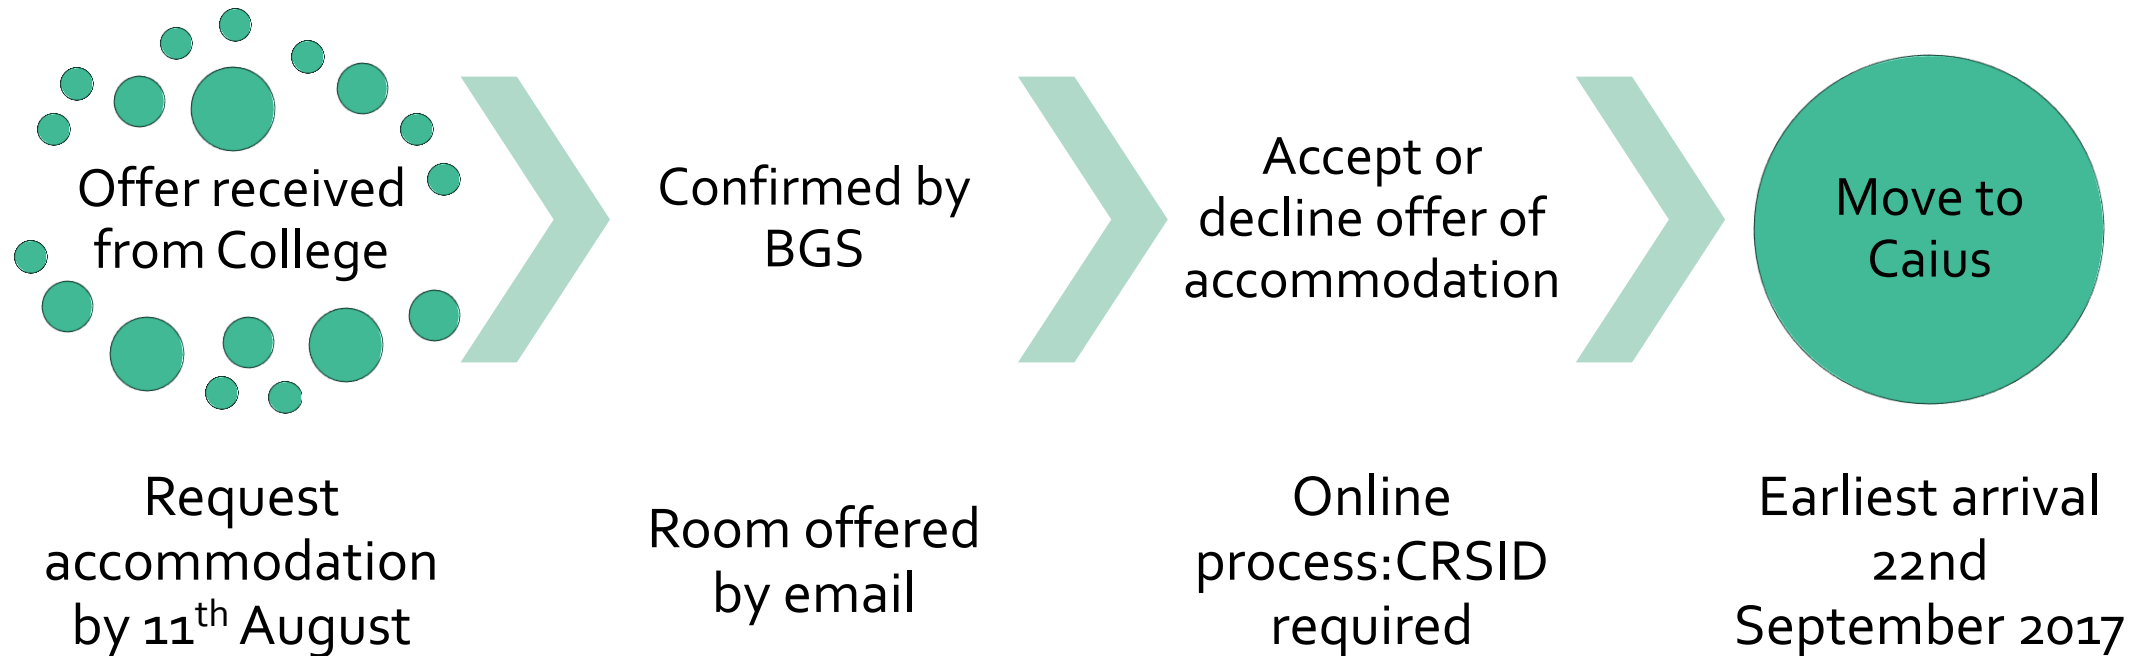 Offer received
from College
Confirmed by
BGS
Accept or
decline offer of
accommodation
Move to
Caius
Request
accommodation
by 11th August
Room offered
by email
Online
process:CRSID
required
Earliest arrival
22nd
September 2017